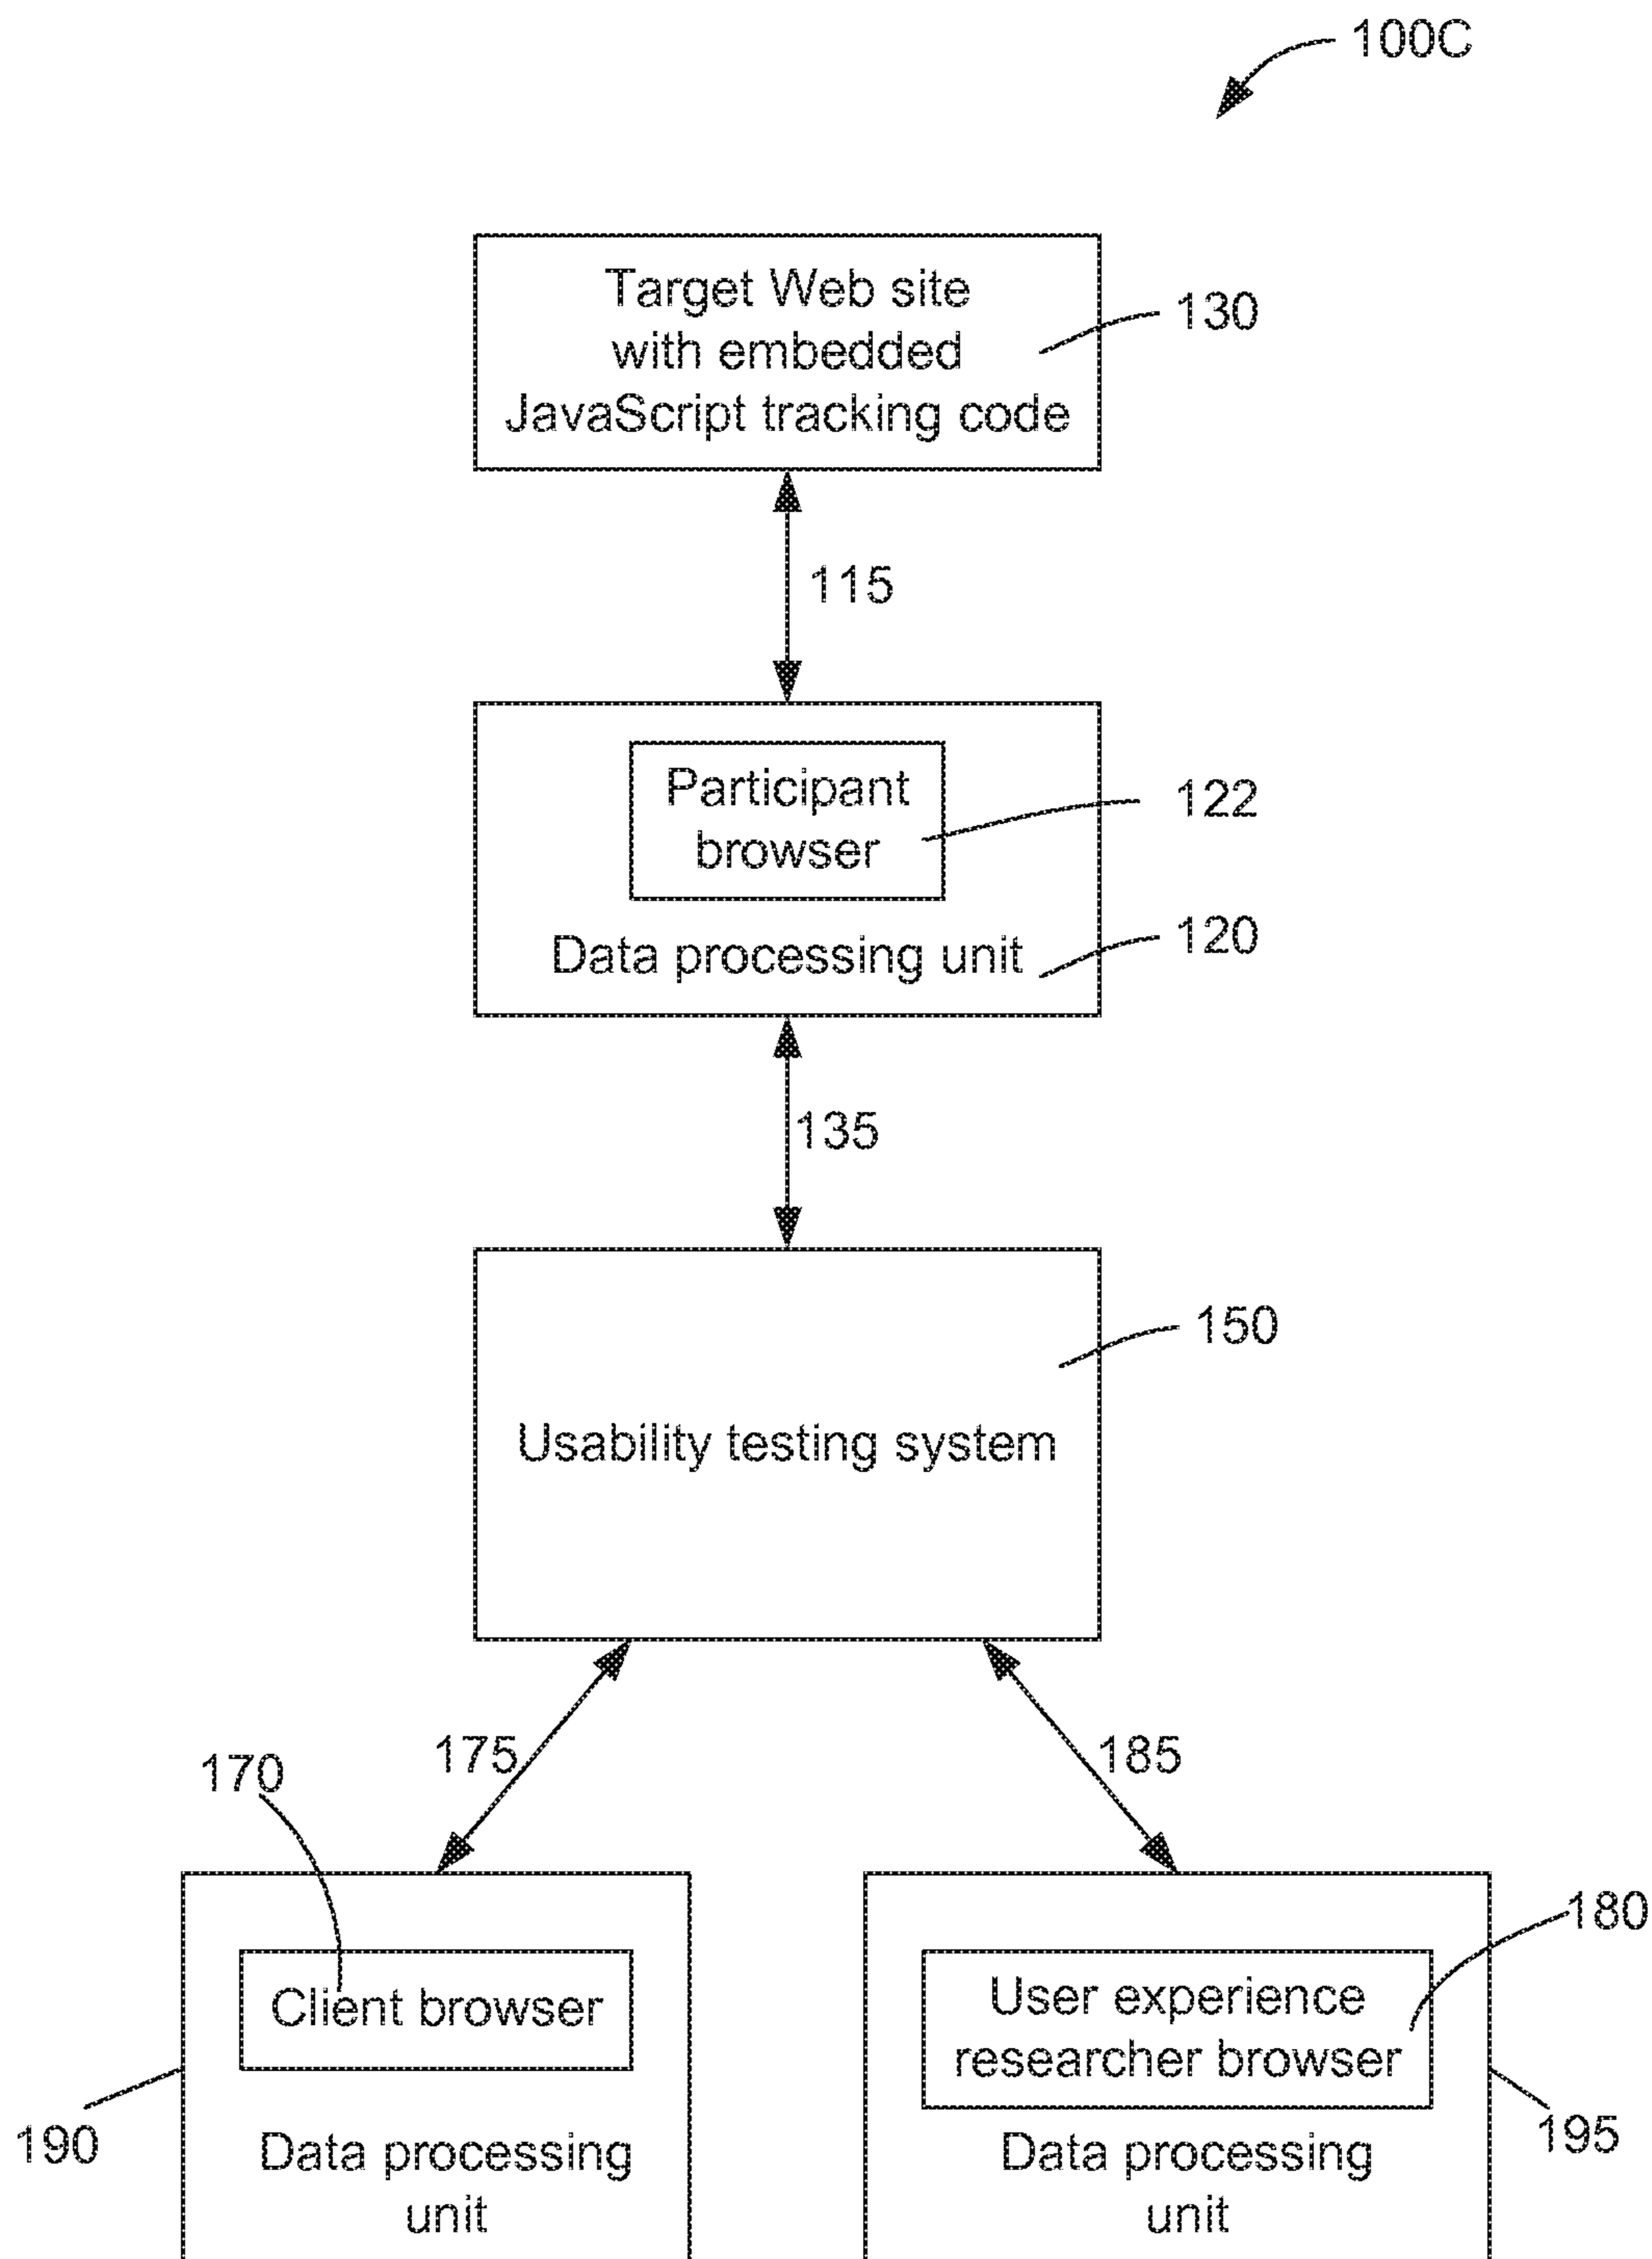 100C
Target Web site
with embedded
JavaScript tracking code
130
115
Participant
browser
122
Data processing unit
120
135
150
Usability testing system
175
185
170
180
Client browser
User experience
researcher browser
190
195
Data processing
unit
Data processing
unit